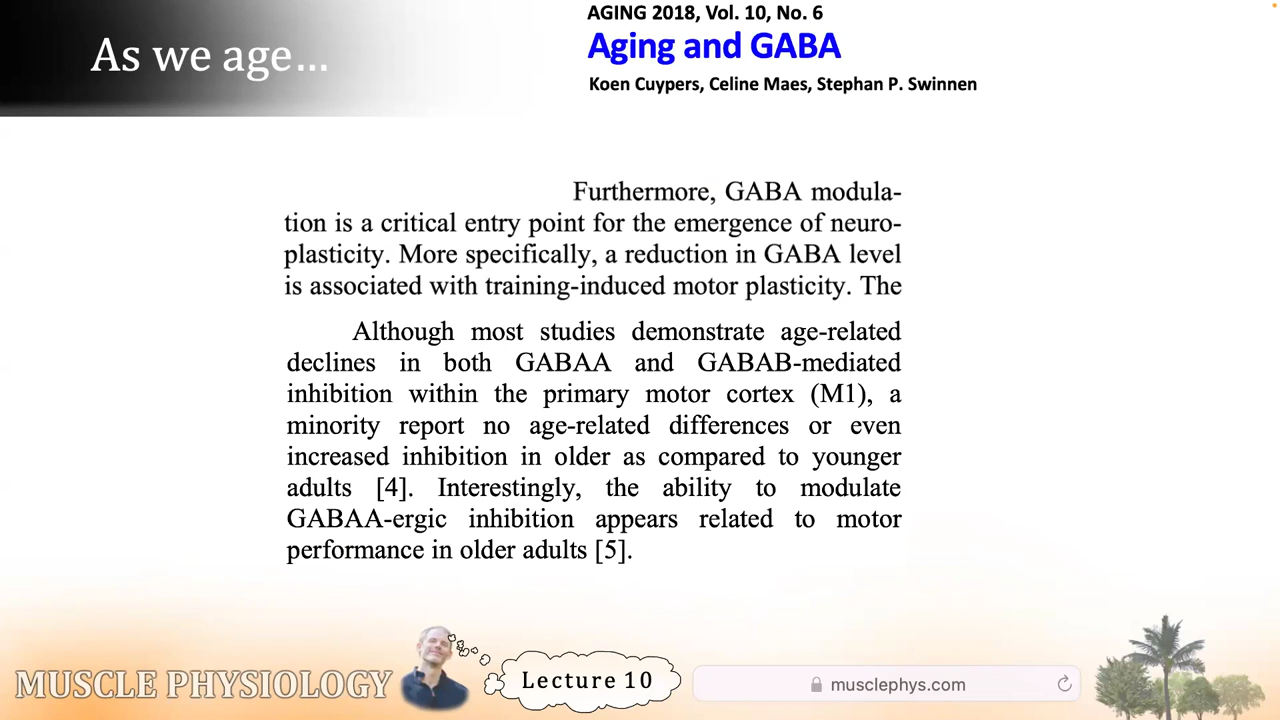 As we age...
AGING 2018, Vol. 10, No. 6
Aging and GABA
Koen Cuypers, Celine Maes, Stephan P. Swinnen
Furthermore, GABA modula-
tion is a critical entry point for the emergence of neuro-
plasticity. More specifically, a reduction in GABA level
is associated with training-induced motor plasticity. The
Although most studies demonstrate age-related
declines in both GABAA and GABAB-mediated
inhibition within the primary motor cortex (M1), a
minority report no age-related differences or even
increased inhibition in older as compared to younger
adults [4]. Interestingly, the ability to modulate
GABAA-ergic inhibition appears related to motor
performance in older adults [5].
MUSCLE PHYSIOLOGY
Lecture 10
musclephys.com